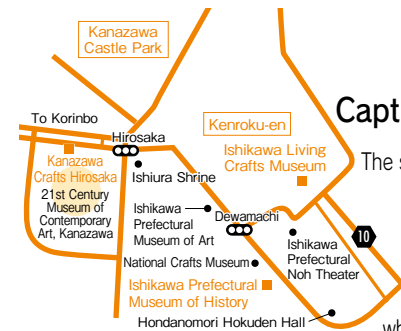 Kanazawa
Castle Park
To Korinbo
Hirosaka
Kenroku-en
Capt
Kanazawa
Crafts Hirosaka
Ishiura Shrine
Ishikawa Living
Crafts Museum
The s
21st Century
Museum of
Contemporary
Art, Kanazawa
Ishikawa
Prefectural
Museum of Art
Dewamachi
10
Ishikawa
Prefectural
Noh Theater
National Crafts Museum
Ishikawa Prefectural
Museum of History
Hondanomori Hokuden Hall
wh